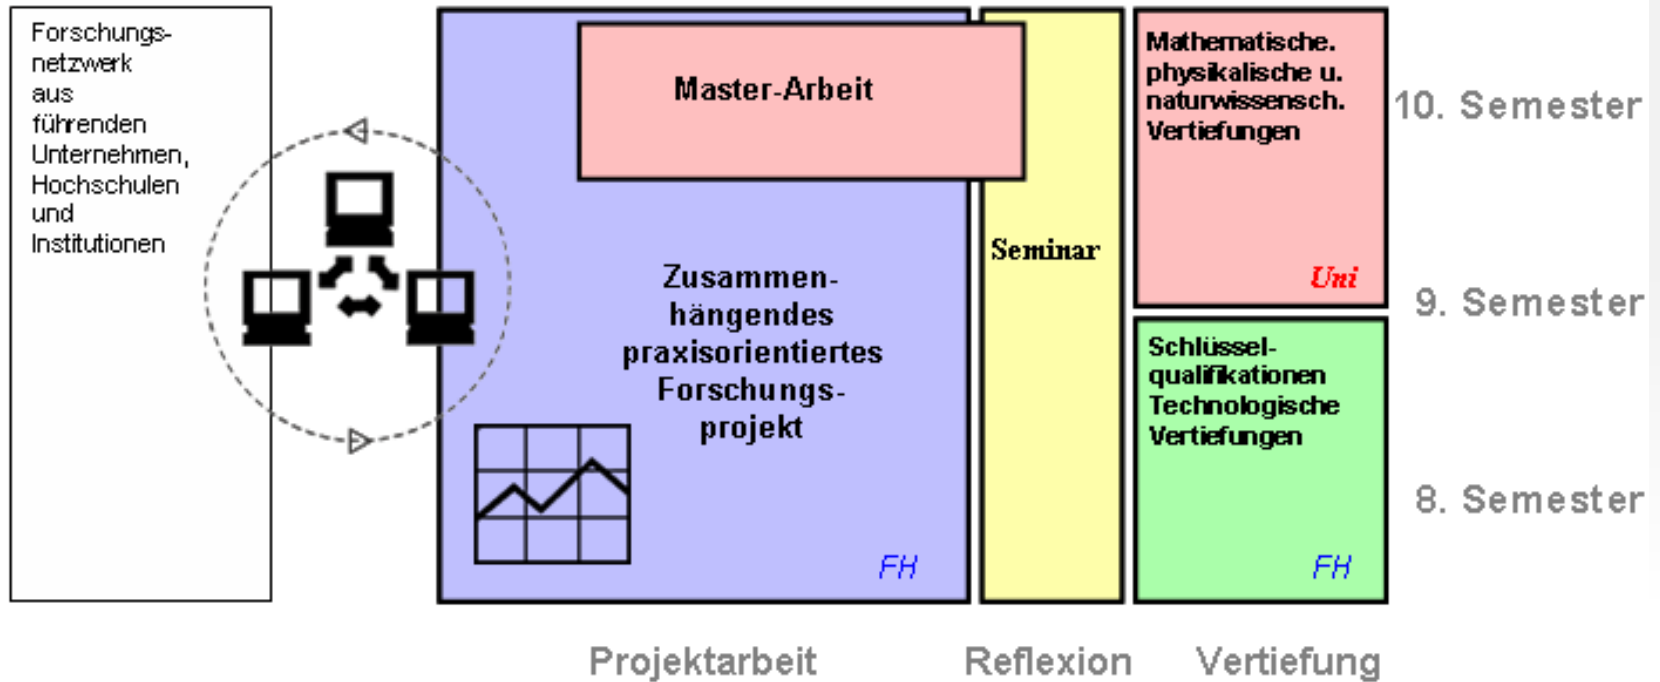 Forschungs-
netzwerk
aus
führenden
Unternehmen,
Hochschulen
und
Institutionen
Master-Arbeit
Zusammen-
hängendes
praxisorientiertes
Forschungs-
projekt
FH
Seminar
Mathematische.
physikalische u.
naturwissensch.
Vertiefungen
Uni
Schlüssel-
qualifikationen
Technologische
Vertiefungen
FH
10. Semester
9. Semester
8. Semester
Projektarbeit
Reflexion
Vertiefung